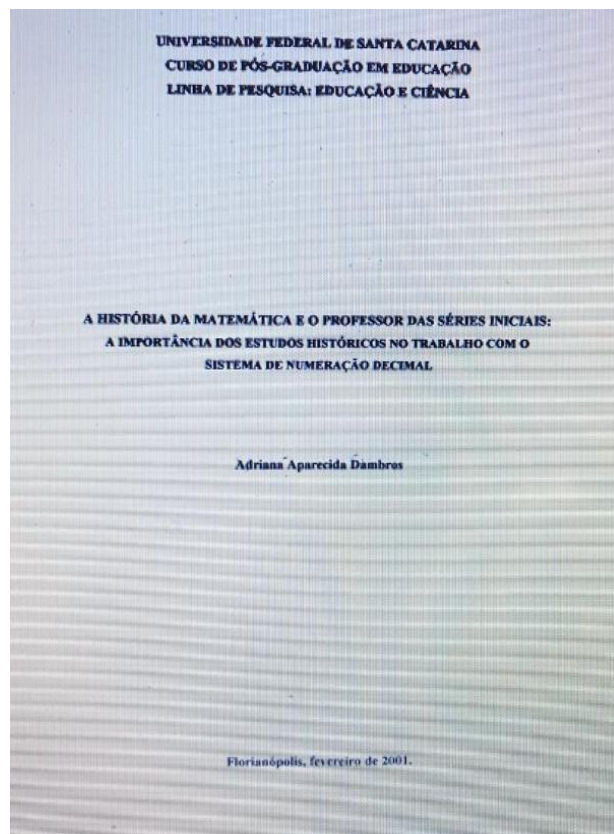 UNIVERSIDADE FEDERAL DE SANTA CATARINA
CURSO DE PÓS-GRADUAÇÃO EM EDUCAÇÃO
LINHA DE PESQUISA: EDUCAÇÃO E CIÊNCIA
A HISTÓRIA DA MATEMÁTICA E O PROFESSOR DAS SÉRIES INICIAIS:
A IMPORTÂNCIA DOS ESTUDOS HISTÓRICOS NO TRABALHO COM O
SISTEMA DE NUMERAÇÃO DECIMAL
Adriana Aparecida Dambros
Florianópolis, fevereiro de 2001.